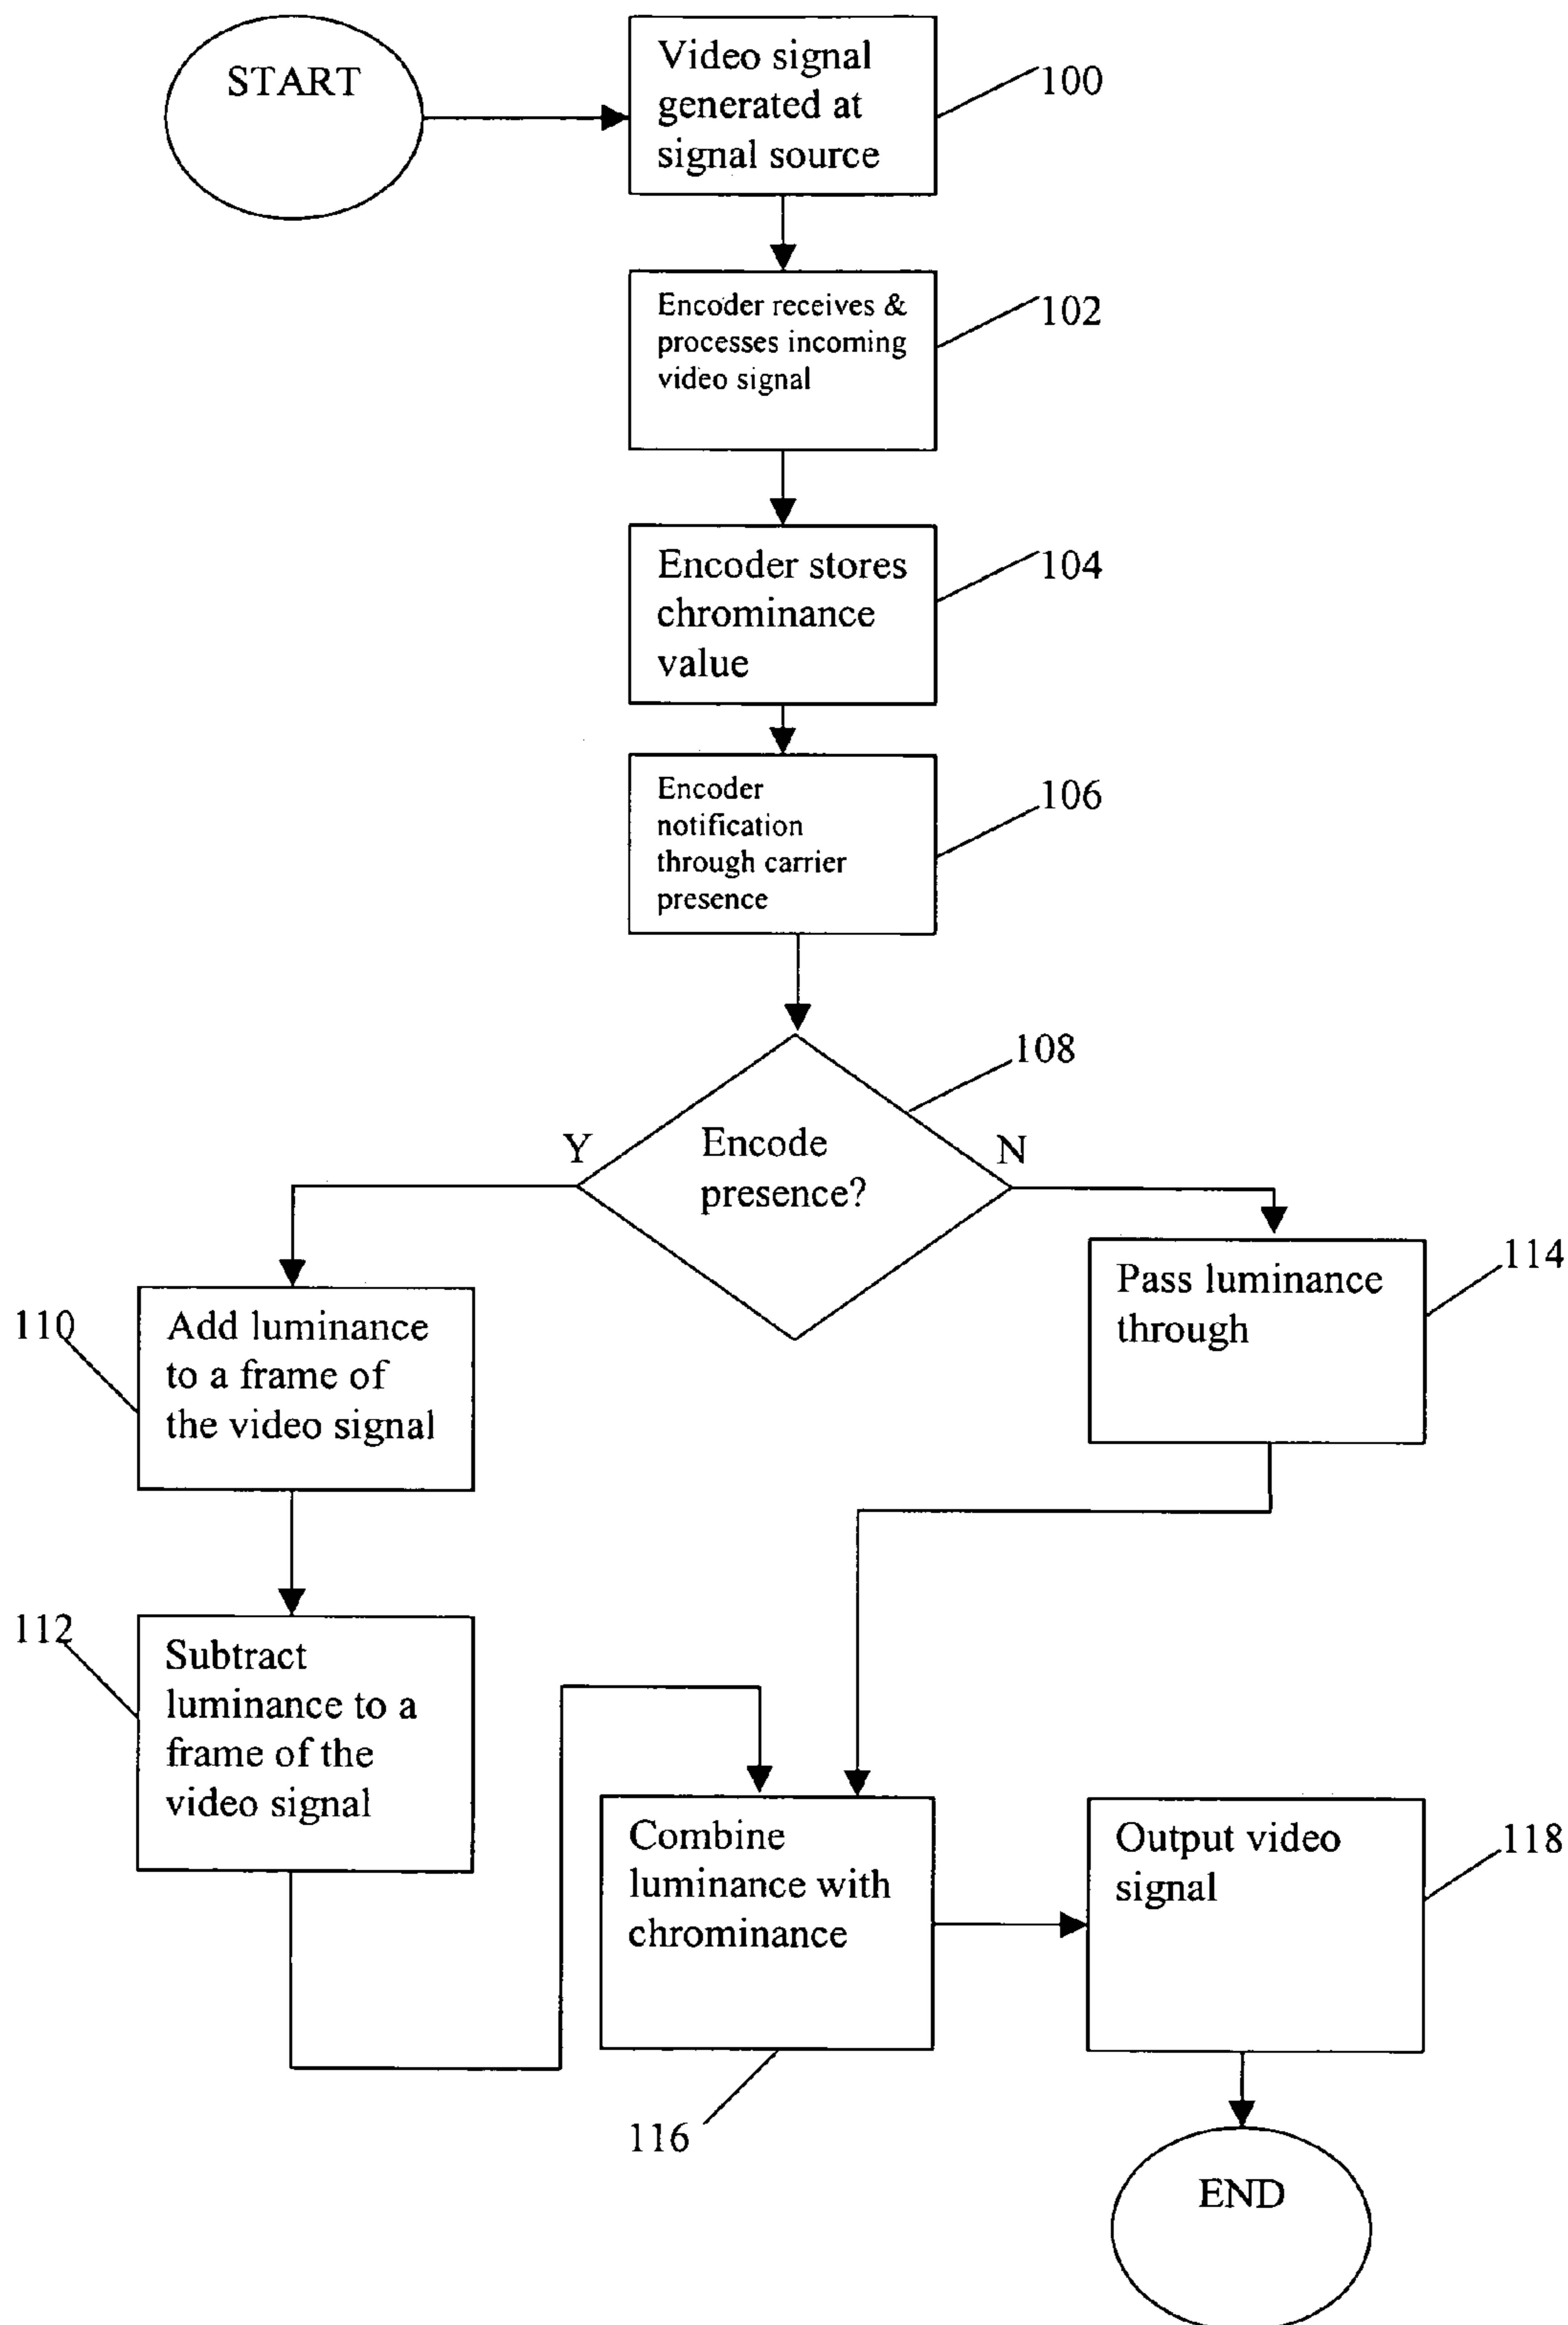 START
Video signal
generated at
signal source
100
Encoder receives &
processes incoming
video signal
102
Encoder stores
chrominance
value
104
Encoder
notification
through carrier
presence
106
108
Y
Encode
presence?
N
110
Add luminance
to a frame of
the video signal
Pass luminance
through
114
112
Subtract
luminance to a
frame of the
video signal
Combine
luminance with
chrominance
116
Output video
signal
118
END